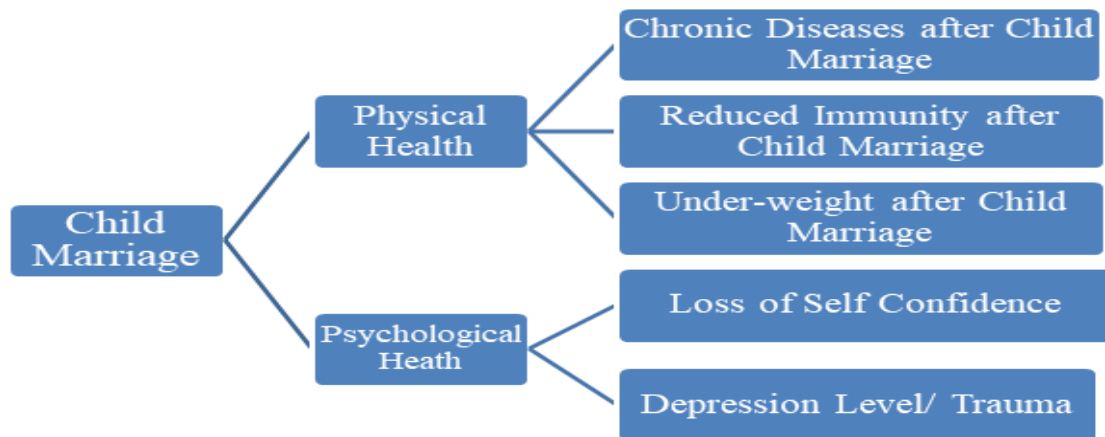 Child
Marriage
Physical
Health
Psychological
Heath
Chronic Diseases after Child
Marriage
Reduced Immunity after
Child Marriage
Under-weight after Child
Marriage
Loss of Self Confidence
Depression Level/ Trauma